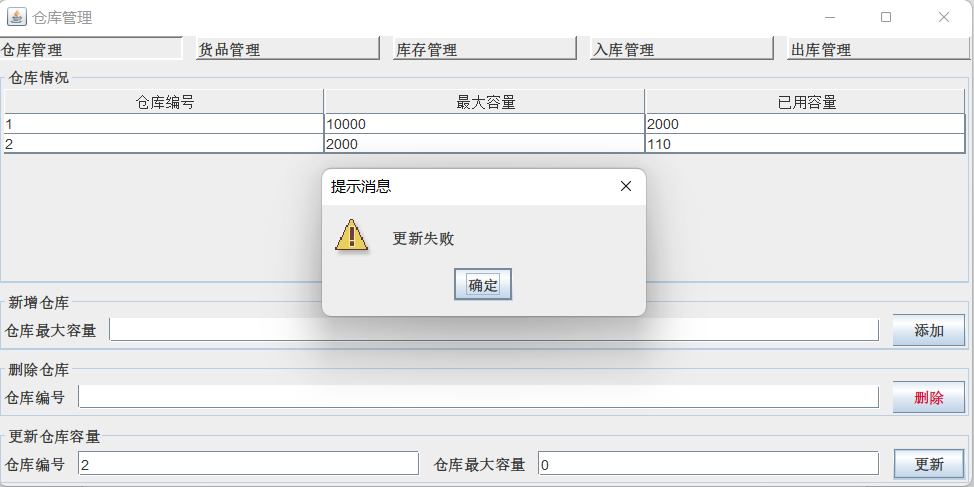 仓库管理
仓库管理 货品管理 库存管理 入库管理 出库管理
仓库情况
仓库编号 最大容量 已用容量
1 10000 2000
2 2000 110
提示消息
更新失败
确定
新增仓库
仓库最大容量 添加
删除仓库
仓库编号 删除
更新仓库容量
仓库编号 2 仓库最大容量 0 更新